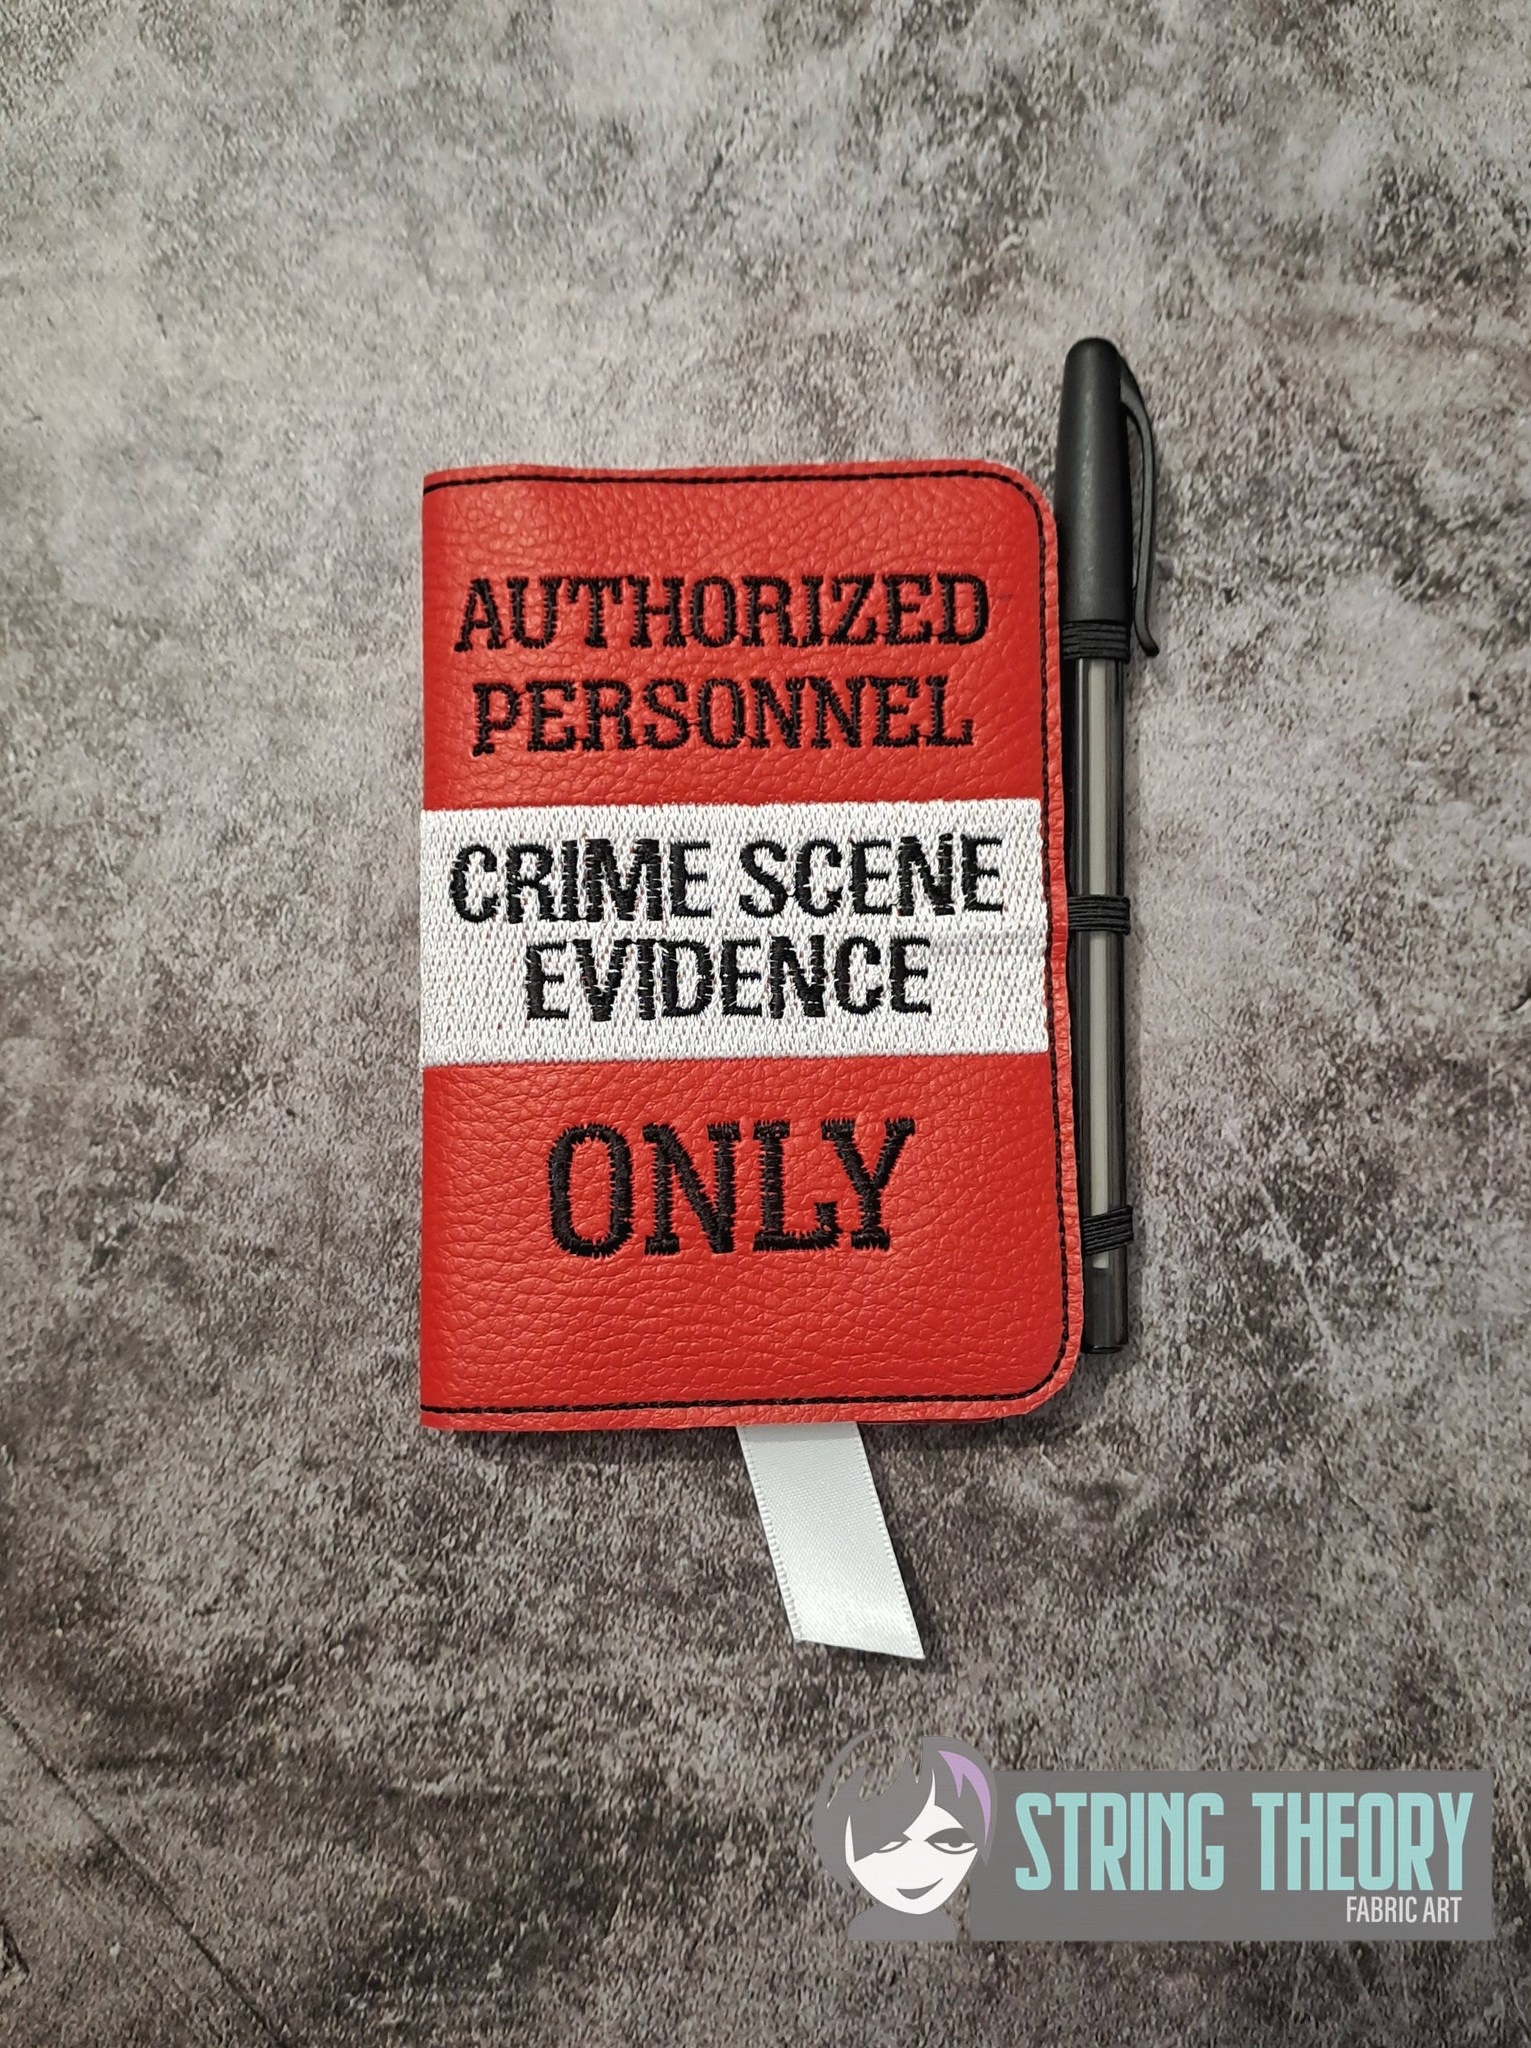 AUTHORIZED
PERSONNEL
CRIME SCENE
EVIDENCE
ONLY
STRING THEORY
FABRIC ART